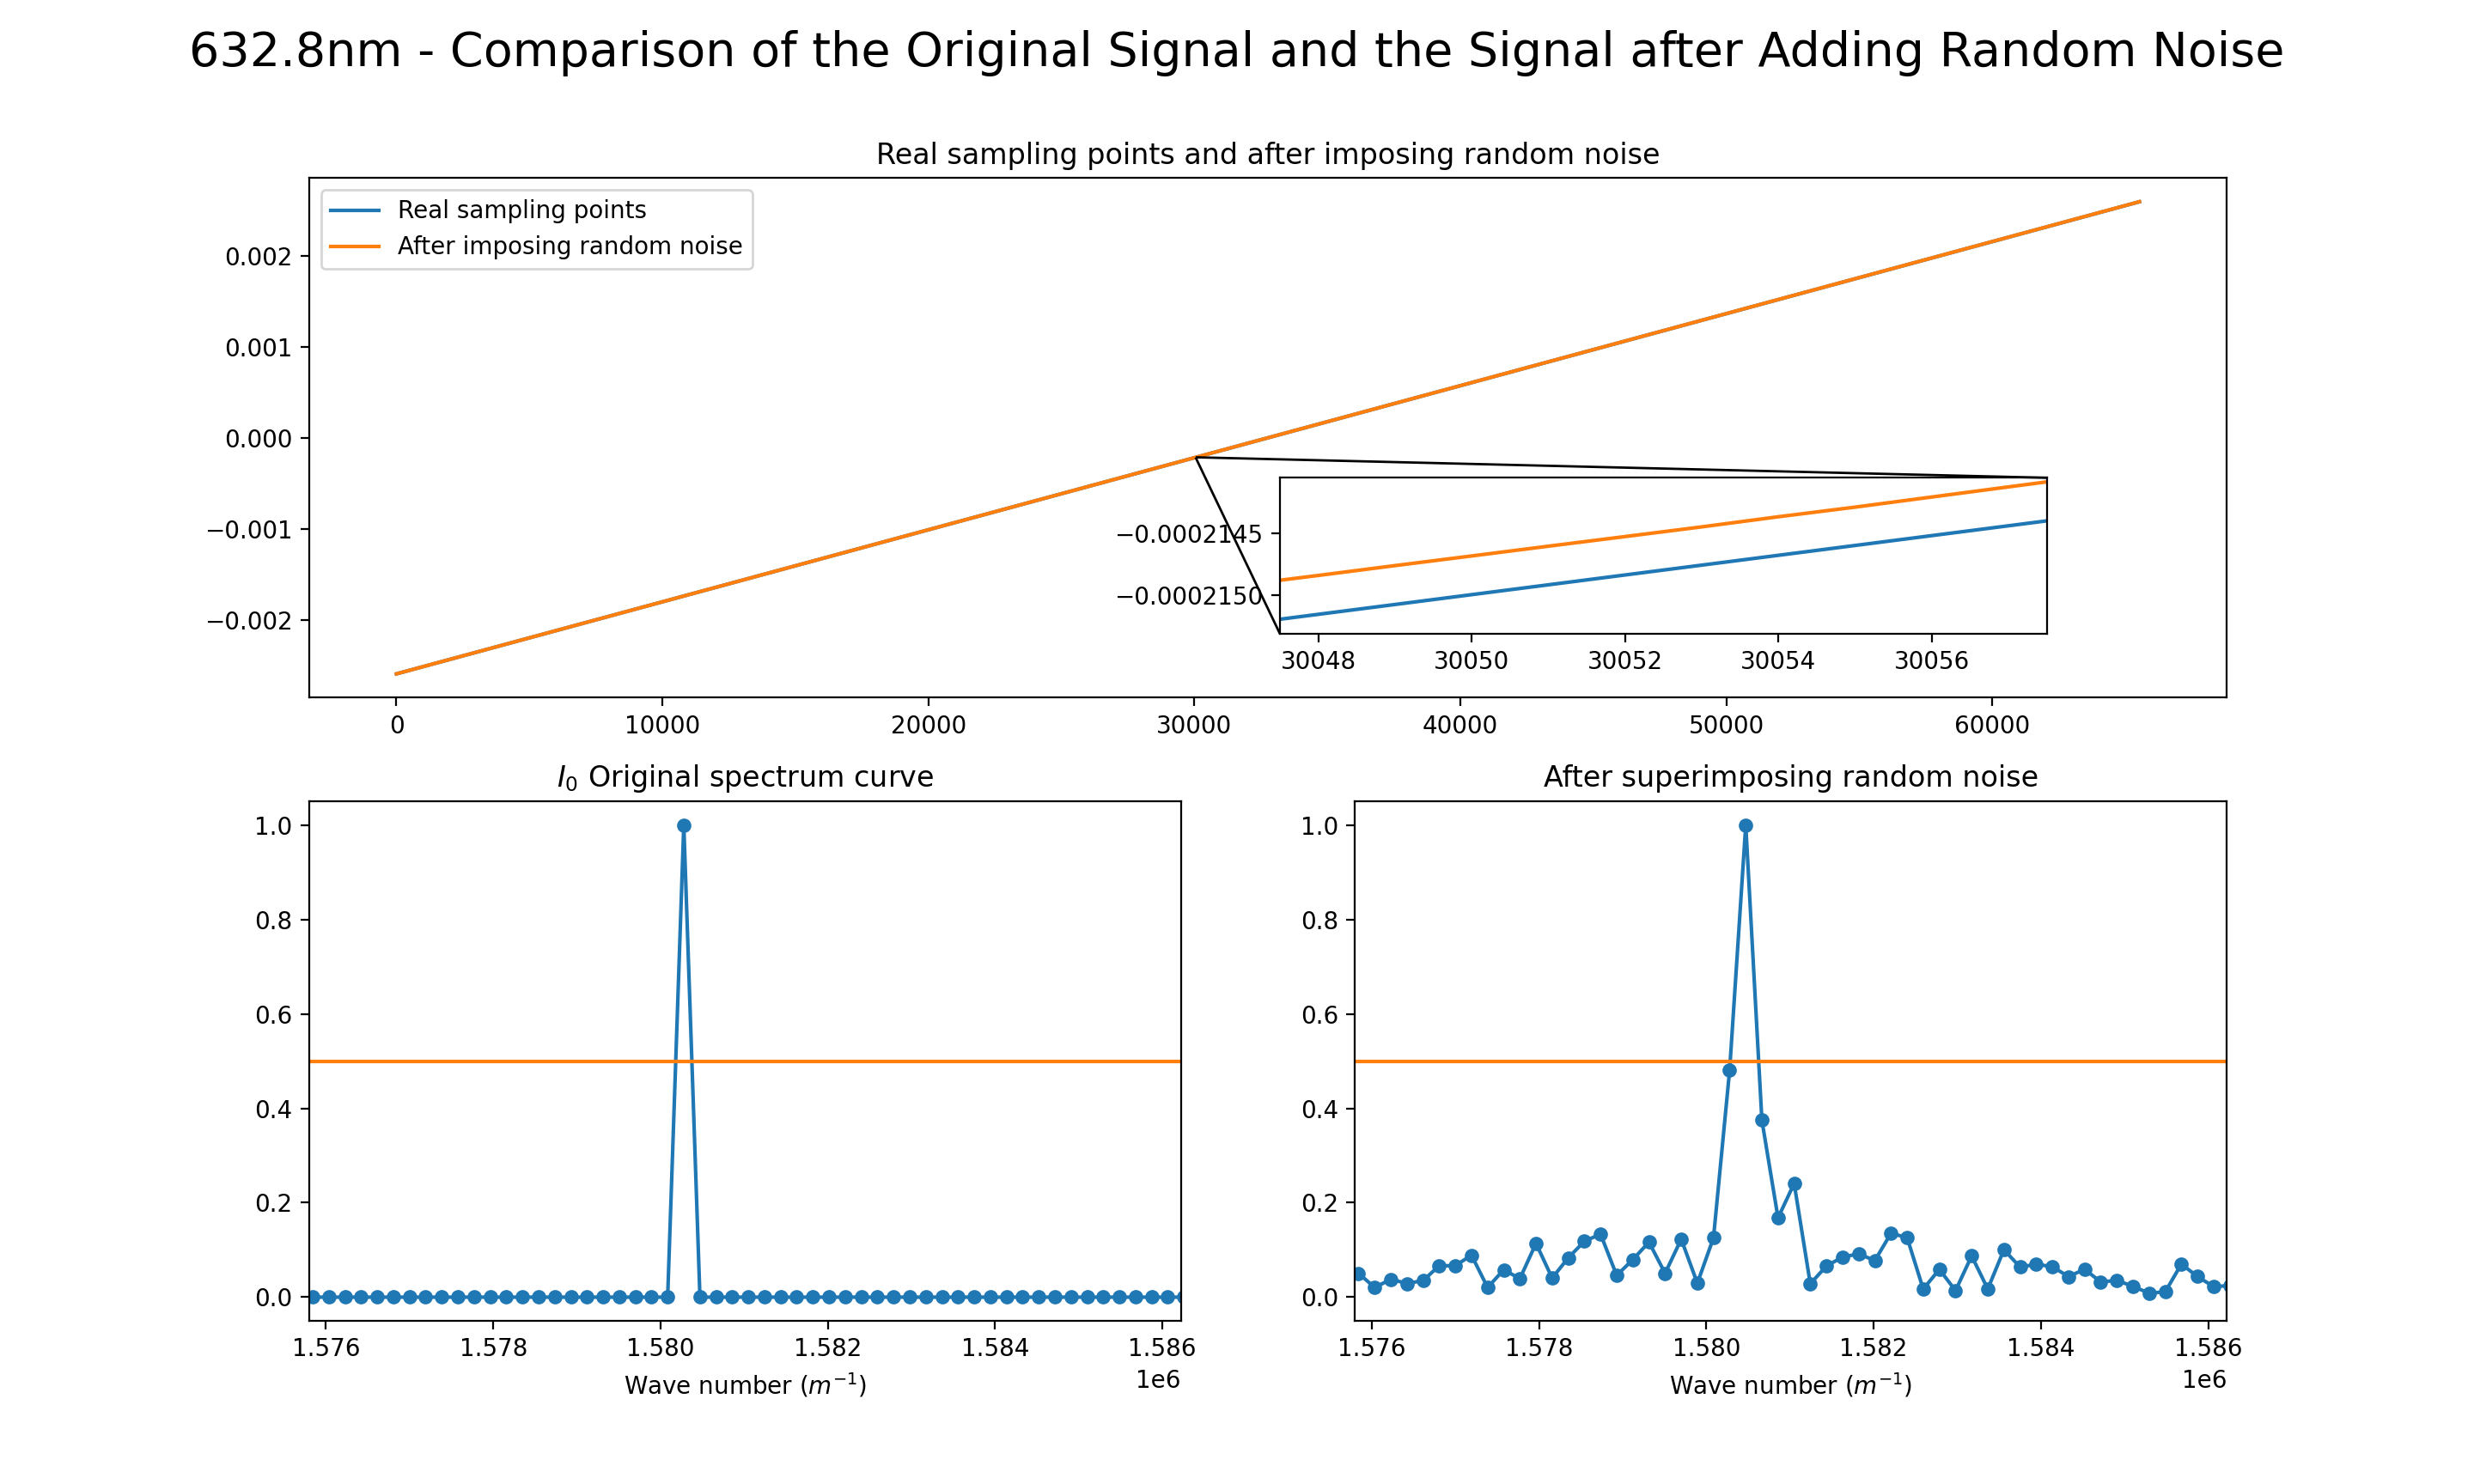 632.8nm - Comparison of the Original Signal and the Signal after Adding Random Noise
Real sampling points and after imposing random noise
Real sampling points
After imposing random noise
0.002
0.001
0.000
−0.001
−0.002
−0.0002145
−0.0002150
30048 30050 30052 30054 30056
0 10000 20000 30000 40000 50000 60000
I₀ Original spectrum curve
1.0
0.8
0.6
0.4
0.2
0.0
1.576 1.578 1.580 1.582 1.584 1.586
1e6
Wave number (m⁻¹)
After superimposing random noise
1.0
0.8
0.6
0.4
0.2
0.0
1.576 1.578 1.580 1.582 1.584 1.586
1e6
Wave number (m⁻¹)